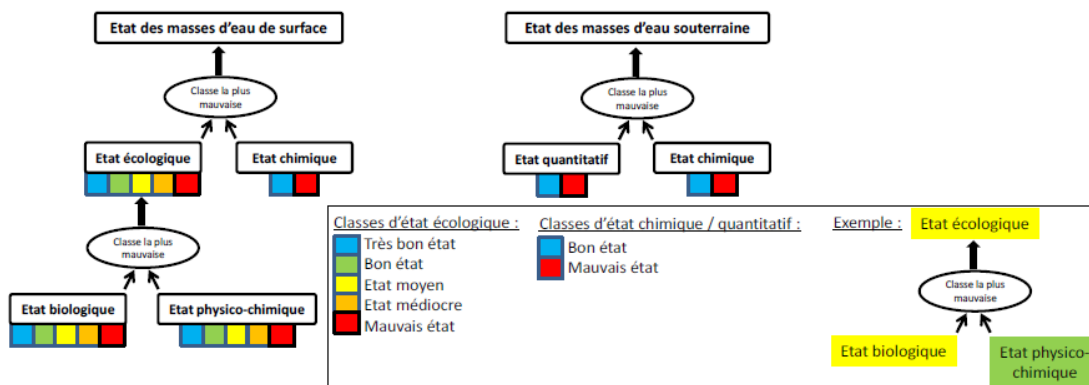 Etat des masses d'eau de surface
Classe la plus
mauvaise
Etat écologique
Etat chimique
Classe la plus
mauvaise
Etat biologique
Etat physico-chimique
Etat des masses d'eau souterraine
Classe la plus
mauvaise
Etat quantitatif
Etat chimique
Classes d'état écologique :
Très bon état
Bon état
Etat moyen
Etat médiocre
Mauvais état
Classes d'état chimique / quantitatif :
Bon état
Mauvais état
Exemple :
Etat écologique
Classe la plus
mauvaise
Etat biologique
Etat physico-
chimique